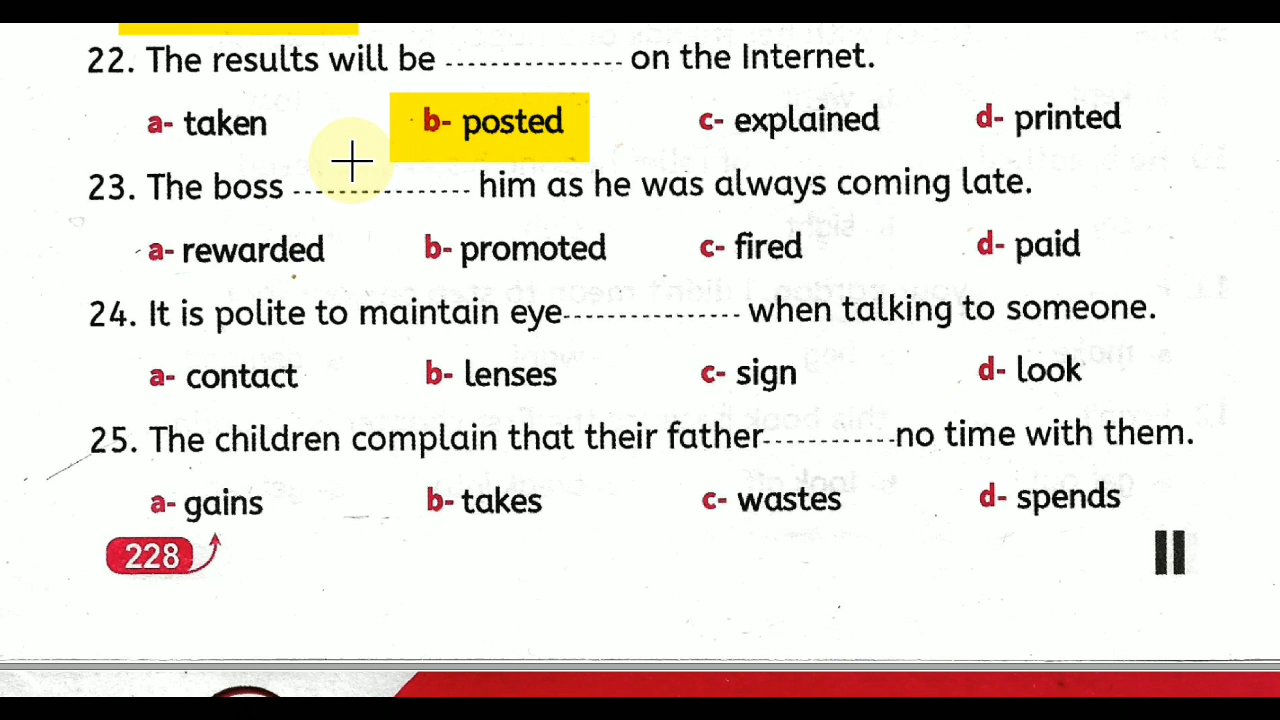 22. The results will be ---------------- on the Internet.
a- taken b- posted c- explained d- printed
23. The boss ---------------- him as he was always coming late.
a- rewarded b- promoted c- fired d- paid
24. It is polite to maintain eye---------------- when talking to someone.
a- contact b- lenses c- sign d- look
25. The children complain that their father------------no time with them.
a- gains b- takes c- wastes d- spends
228